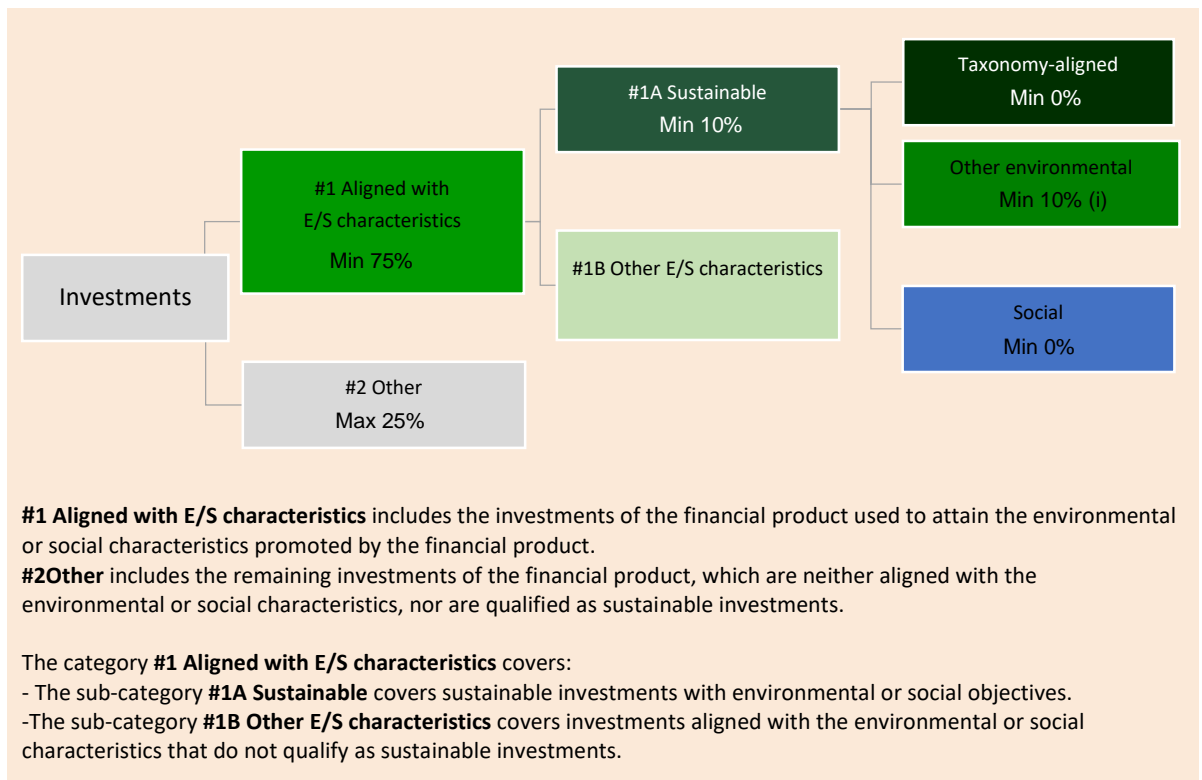 Taxonomy-aligned
Min 0%
#1A Sustainable
Min 10%
Other environmental
Min 10% (i)
#1 Aligned with
E/S characteristics
Min 75%
#1B Other E/S characteristics
Investments
Social
Min 0%
#2 Other
Max 25%
#1 Aligned with E/S characteristics includes the investments of the financial product used to attain the environmental
or social characteristics promoted by the financial product.
#2Other includes the remaining investments of the financial product, which are neither aligned with the
environmental or social characteristics, nor are qualified as sustainable investments.
The category #1 Aligned with E/S characteristics covers:
- The sub-category #1A Sustainable covers sustainable investments with environmental or social objectives.
-The sub-category #1B Other E/S characteristics covers investments aligned with the environmental or social
characteristics that do not qualify as sustainable investments.